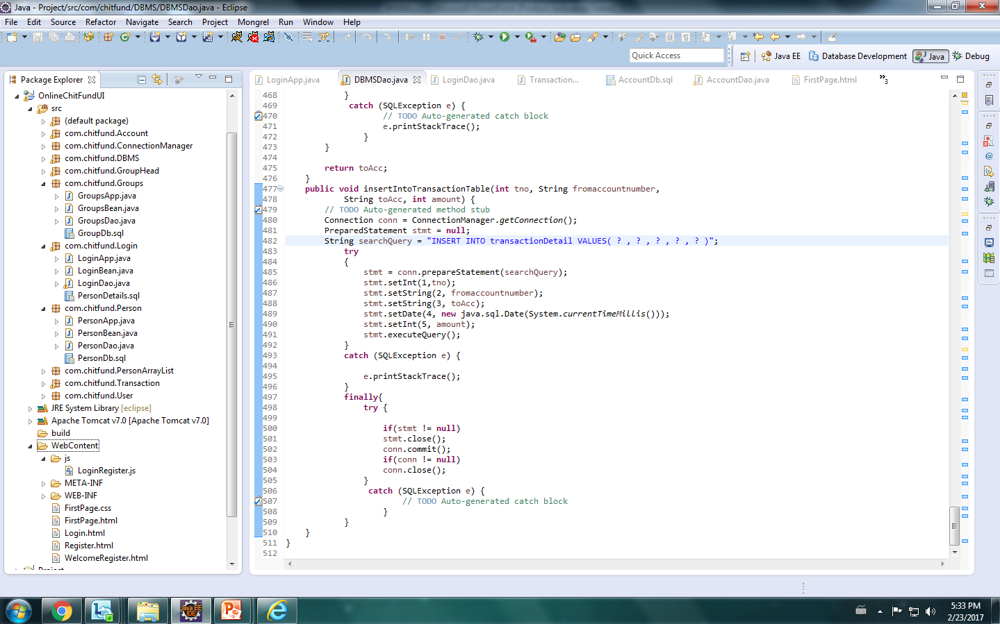 Java - Project/src/com/chitfund/DBMS/DBMSDao.java - Eclipse
File Edit Source Refactor Navigate Search Project Mongrel Run Window Help
Quick Access
Java EE
Database Development
Java
Debug
Package Explorer
OnlineChitFundUI
src
(default package)
com.chitfund.Account
com.chitfund.ConnectionManager
com.chitfund.DBMS
com.chitfund.GroupHead
com.chitfund.Groups
GroupsApp.java
GroupsBean.java
GroupsDao.java
GroupDb.sql
com.chitfund.Login
LoginApp.java
LoginBean.java
LoginDao.java
PersonDetails.sql
com.chitfund.Person
PersonApp.java
PersonBean.java
PersonDao.java
PersonDb.sql
com.chitfund.PersonArrayList
com.chitfund.Transaction
com.chitfund.User
JRE System Library [eclipse]
Apache Tomcat v7.0 [Apache Tomcat v7.0]
build
WebContent
js
LoginRegister.js
META-INF
WEB-INF
FirstPage.css
FirstPage.html
Login.html
Register.html
WelcomeRegister.html
Project
LoginApp.java DBMSDao.java LoginDao.java Transaction... AccountDb.sql AccountDao.java FirstPage.html »3
468 }
469 catch (SQLException e) {
470 // TODO Auto-generated catch block
471 e.printStackTrace();
472 }
473 }
474
475 return toAcc;
476 }
477 public void insertIntoTransactionTable(int tno, String fromaccountnumber,
478 String toAcc, int amount) {
479 // TODO Auto-generated method stub
480 Connection conn = ConnectionManager.getConnection();
481 PreparedStatement stmt = null;
482 String searchQuery = "INSERT INTO transactionDetail VALUES( ? , ? , ? , ? , ? )";
483 try
484 {
485 stmt = conn.prepareStatement(searchQuery);
486 stmt.setInt(1,tno);
487 stmt.setString(2, fromaccountnumber);
488 stmt.setString(3, toAcc);
489 stmt.setDate(4, new java.sql.Date(System.currentTimeMillis()));
490 stmt.setInt(5, amount);
491 stmt.executeQuery();
492 }
493 catch (SQLException e) {
494
495 e.printStackTrace();
496 }
497 finally{
498 try {
499
500 if(stmt != null)
501 stmt.close();
502 conn.commit();
503 if(conn != null)
504 conn.close();
505 }
506 catch (SQLException e) {
507 // TODO Auto-generated catch block
508 }
509 }
510 }
511 }
512
Java EE
IDE
5:33 PM
2/23/2017